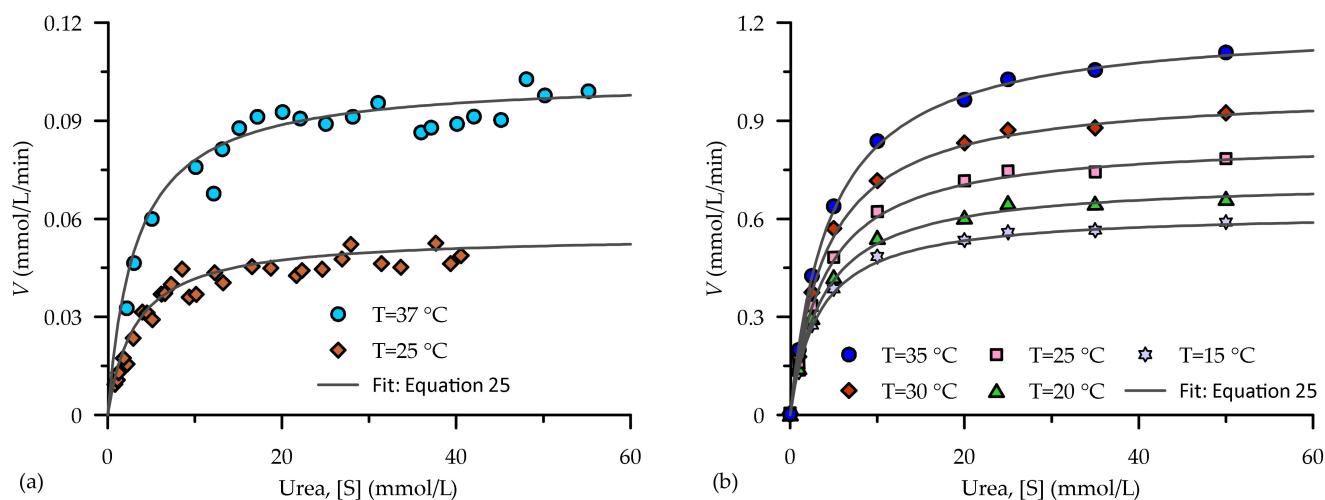 0.12
0.09
0.06
0.03
0
V (mmol/L/min)
T=37 °C
T=25 °C
Fit: Equation 25
0 20 40 60
Urea, [S] (mmol/L)
(a)
1.2
0.9
0.6
0.3
0
V (mmol/L/min)
T=35 °C T=25 °C T=15 °C
T=30 °C T=20 °C Fit: Equation 25
0 20 40 60
Urea, [S] (mmol/L)
(b)